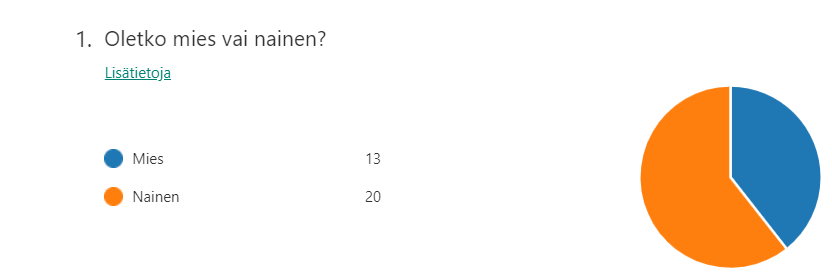 1. Oletko mies vai nainen?
Lisätietoja
Mies 13
Nainen 20